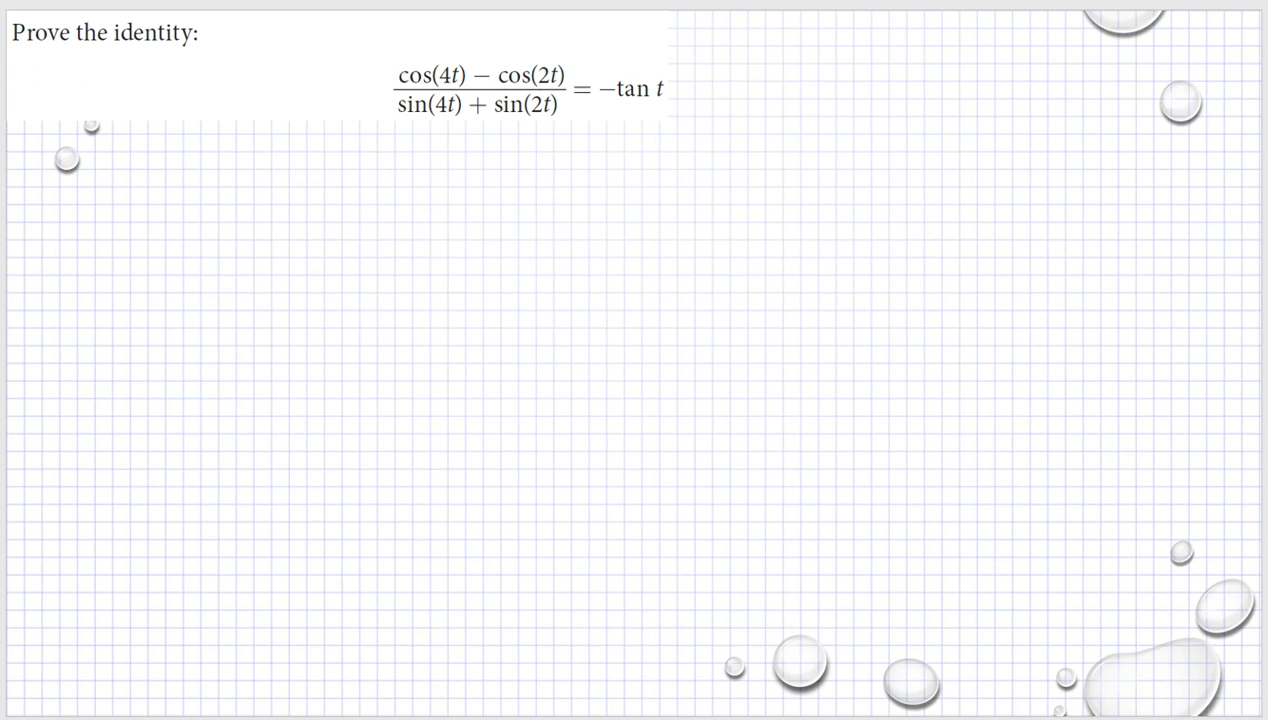 Prove the identity:
cos(4t) − cos(2t)
sin(4t) + sin(2t)
= −tan t